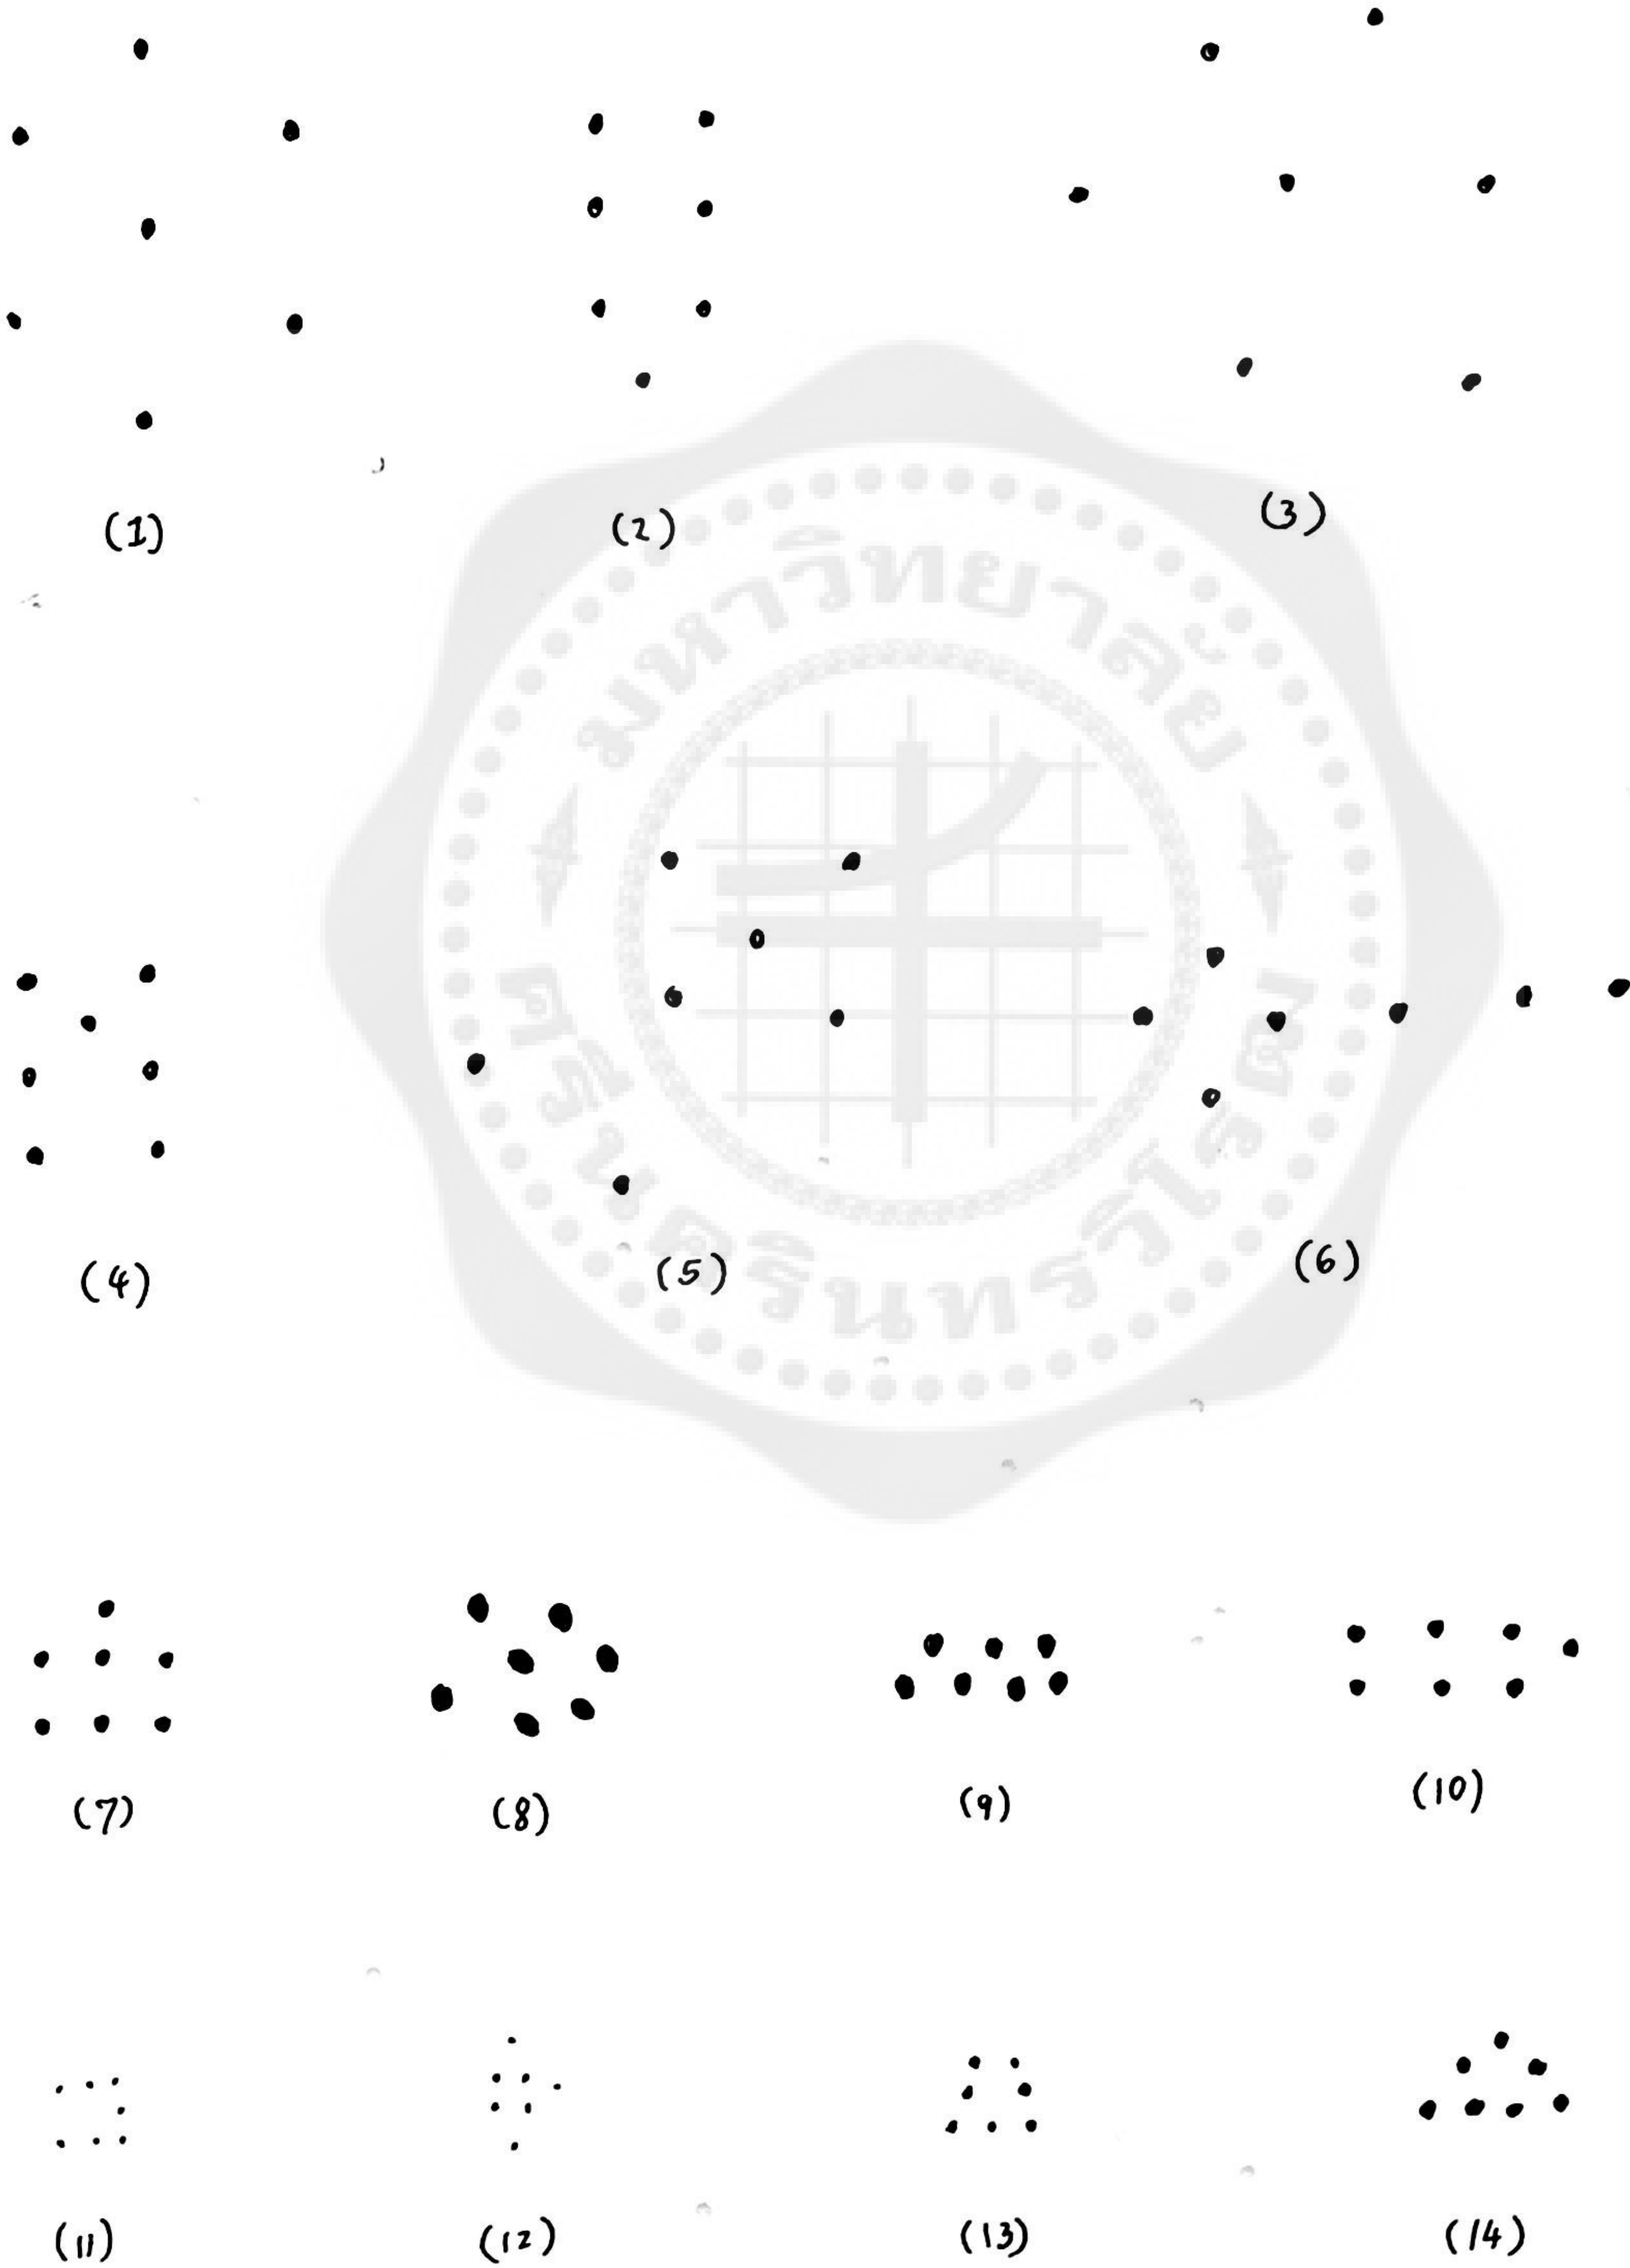 (1) (2) (3)
มหาวิทยาลัย
ศรีนครินทรวิโรฒ
(4) (5) (6)
(7) (8) (9) (10)
(11) (12) (13) (14)